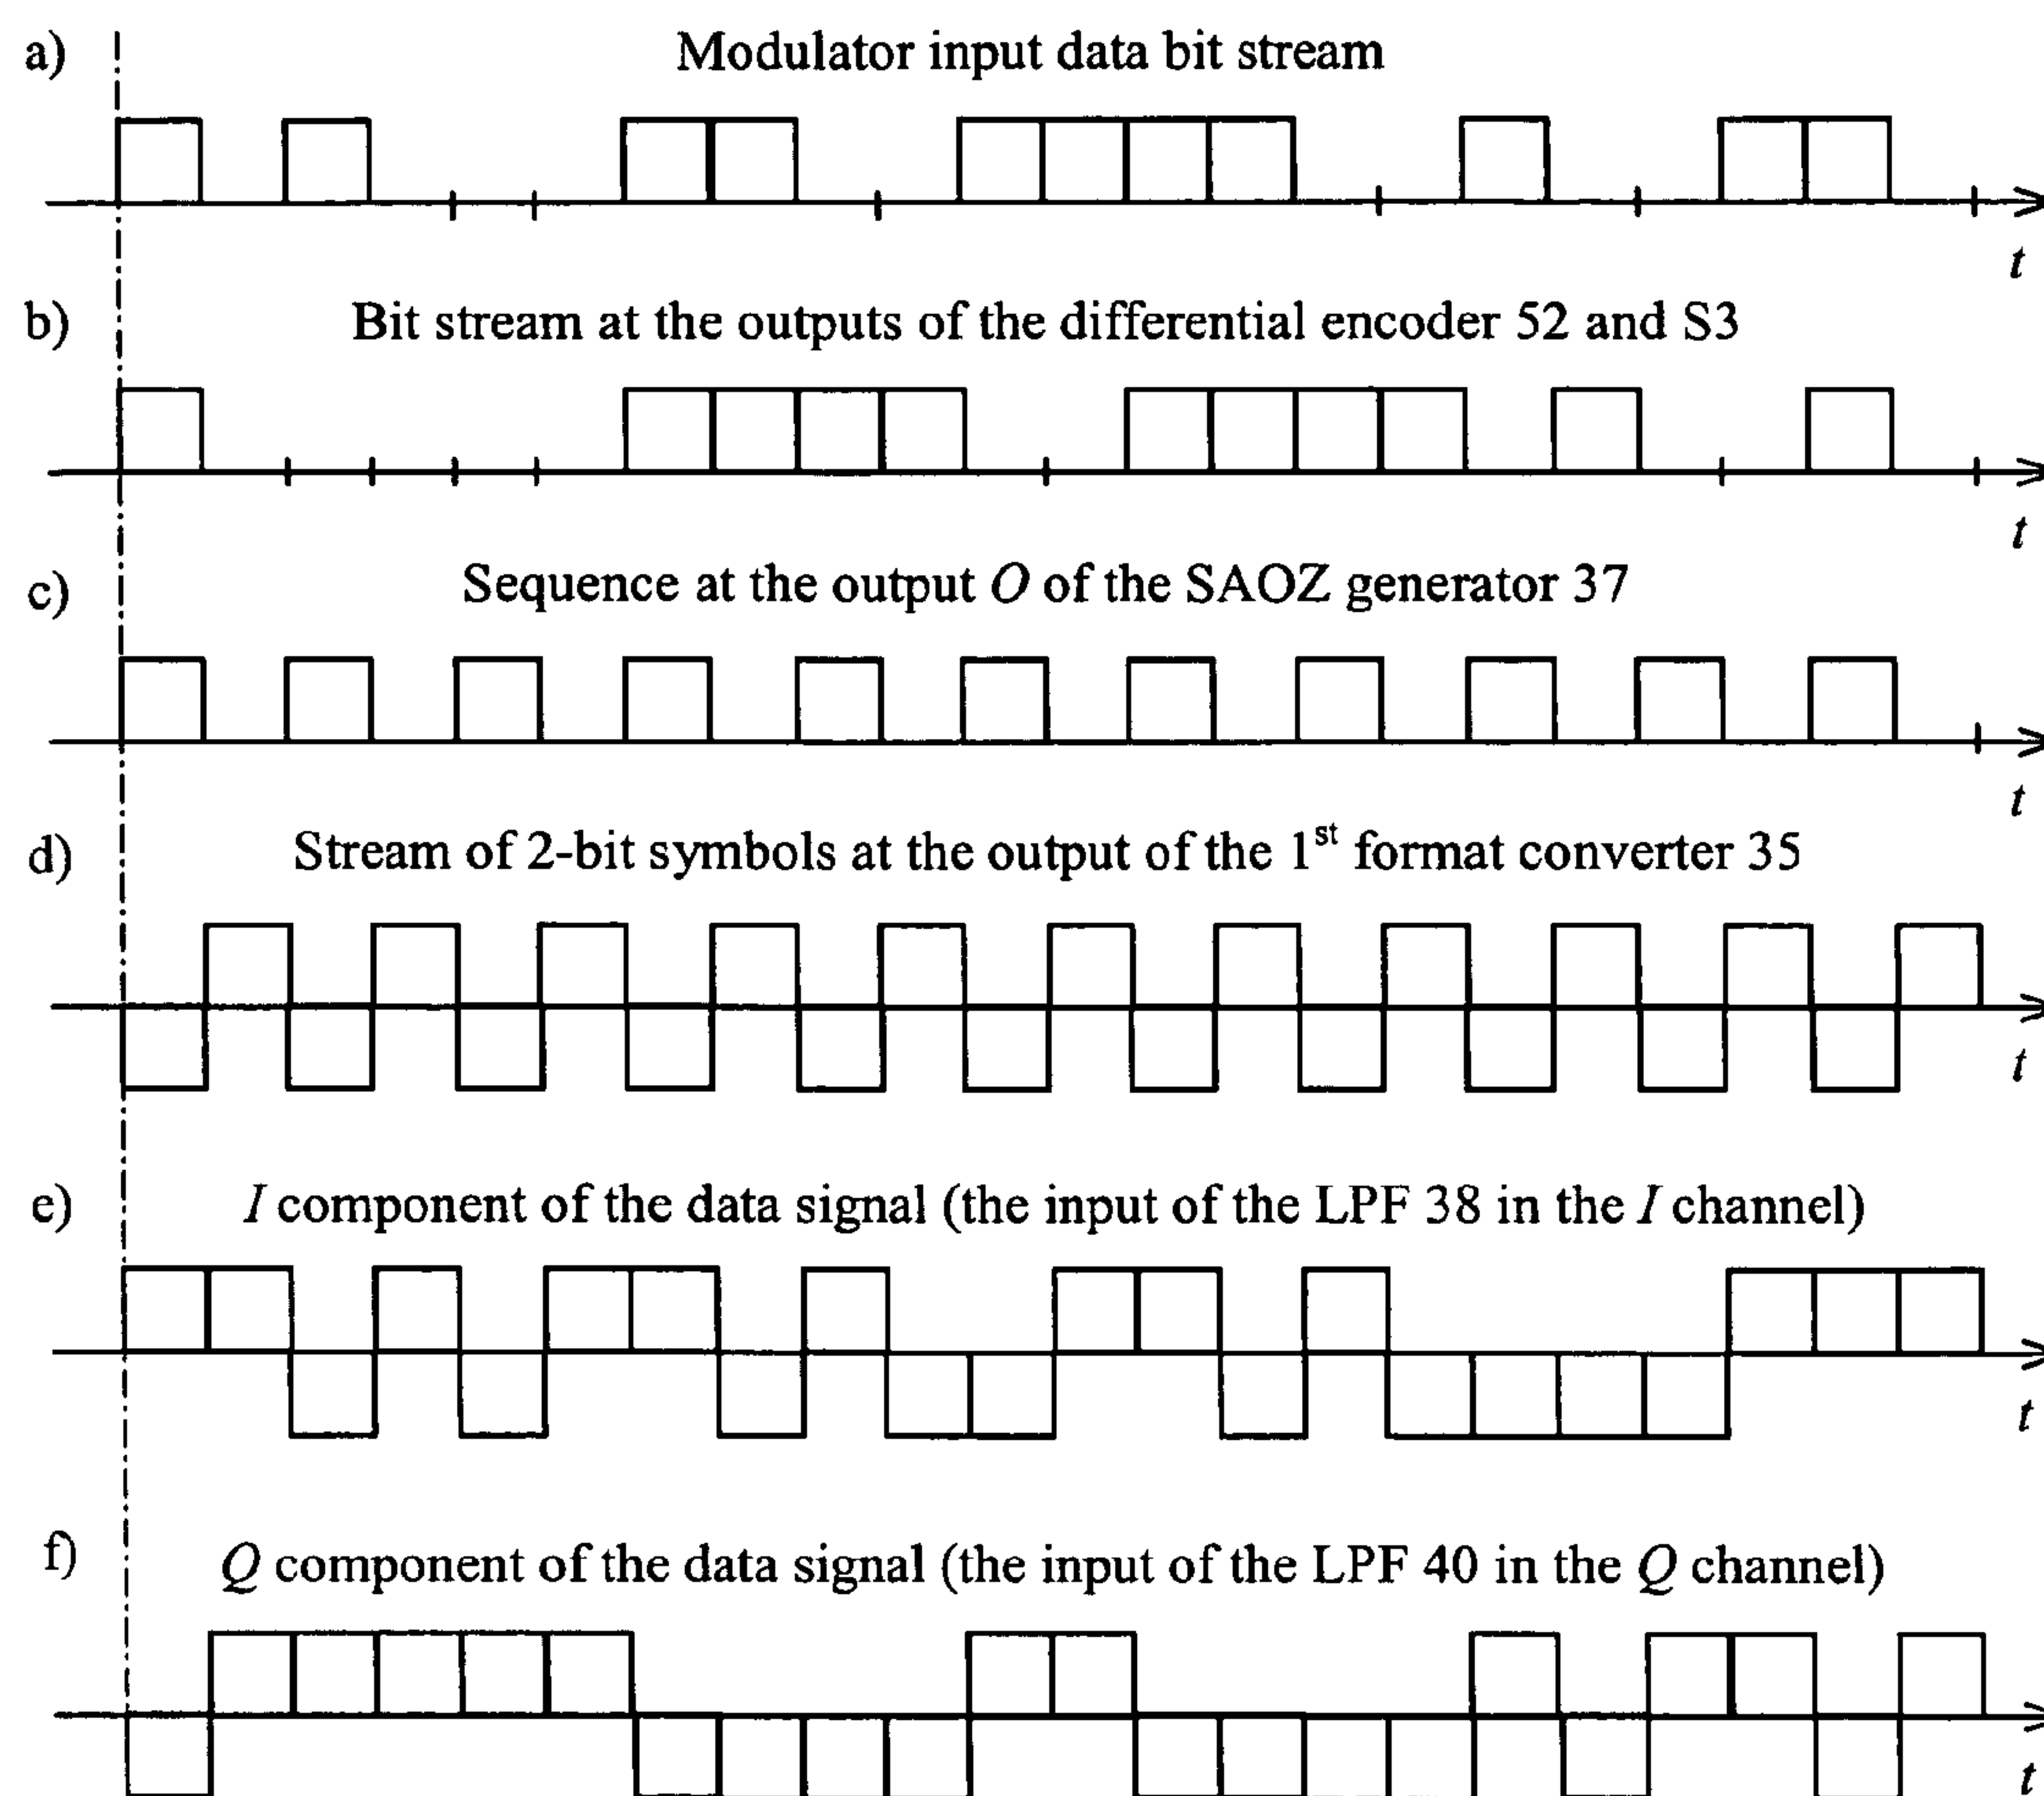 a) Modulator input data bit stream
t
b) Bit stream at the outputs of the differential encoder 52 and S3
t
c) Sequence at the output O of the SAOZ generator 37
t
d) Stream of 2-bit symbols at the output of the 1st format converter 35
t
e) I component of the data signal (the input of the LPF 38 in the I channel)
t
f) Q component of the data signal (the input of the LPF 40 in the Q channel)
t